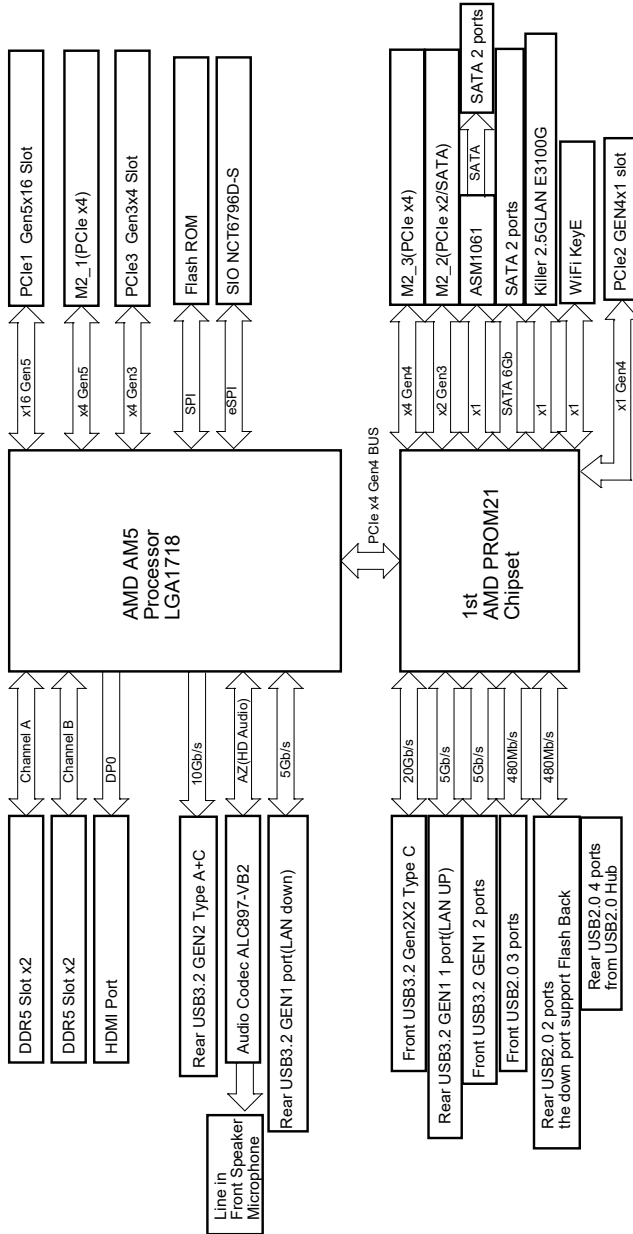 PCIe1 Gen5x16 Slot
M2_1(PCIe x4)
PCIe3 Gen3x4 Slot
Flash ROM
SIO NCT6796D-S
x16 Gen5
x4 Gen5
x4 Gen3
SPI
eSPI
AMD AM5
Processor
LGA1718
Channel A
Channel B
DP0
10Gb/s
AZ(HD Audio)
5Gb/s
DDR5 Slot x2
DDR5 Slot x2
HDMI Port
Rear USB3.2 GEN2 Type A+C
Audio Codec ALC897-VB2
Rear USB3.2 GEN1 port(LAN down)
Line in
Front Speaker
Microphone
PCIe x4 Gen4 BUS
M2_3(PCIe x4)
M2_2(PCIe x2/SATA)
ASM1061
SATA
SATA 2 ports
SATA 2 ports
Killer 2.5GLAN E3100G
WiFi KeyE
PCIe2 GEN4x1 slot
x4 Gen4
x2 Gen3
x1
SATA 6Gb
x1
x1
x1 Gen4
1st
AMD PROM21
Chipset
20Gb/s
5Gb/s
5Gb/s
480Mb/s
480Mb/s
Front USB3.2 Gen2X2 Type C
Rear USB3.2 GEN1 1 port(LAN UP)
Front USB3.2 GEN1 2 ports
Front USB2.0 3 ports
Rear USB2.0 2 ports
the down port support Flash Back
Rear USB2.0 4 ports
from USB2.0 Hub